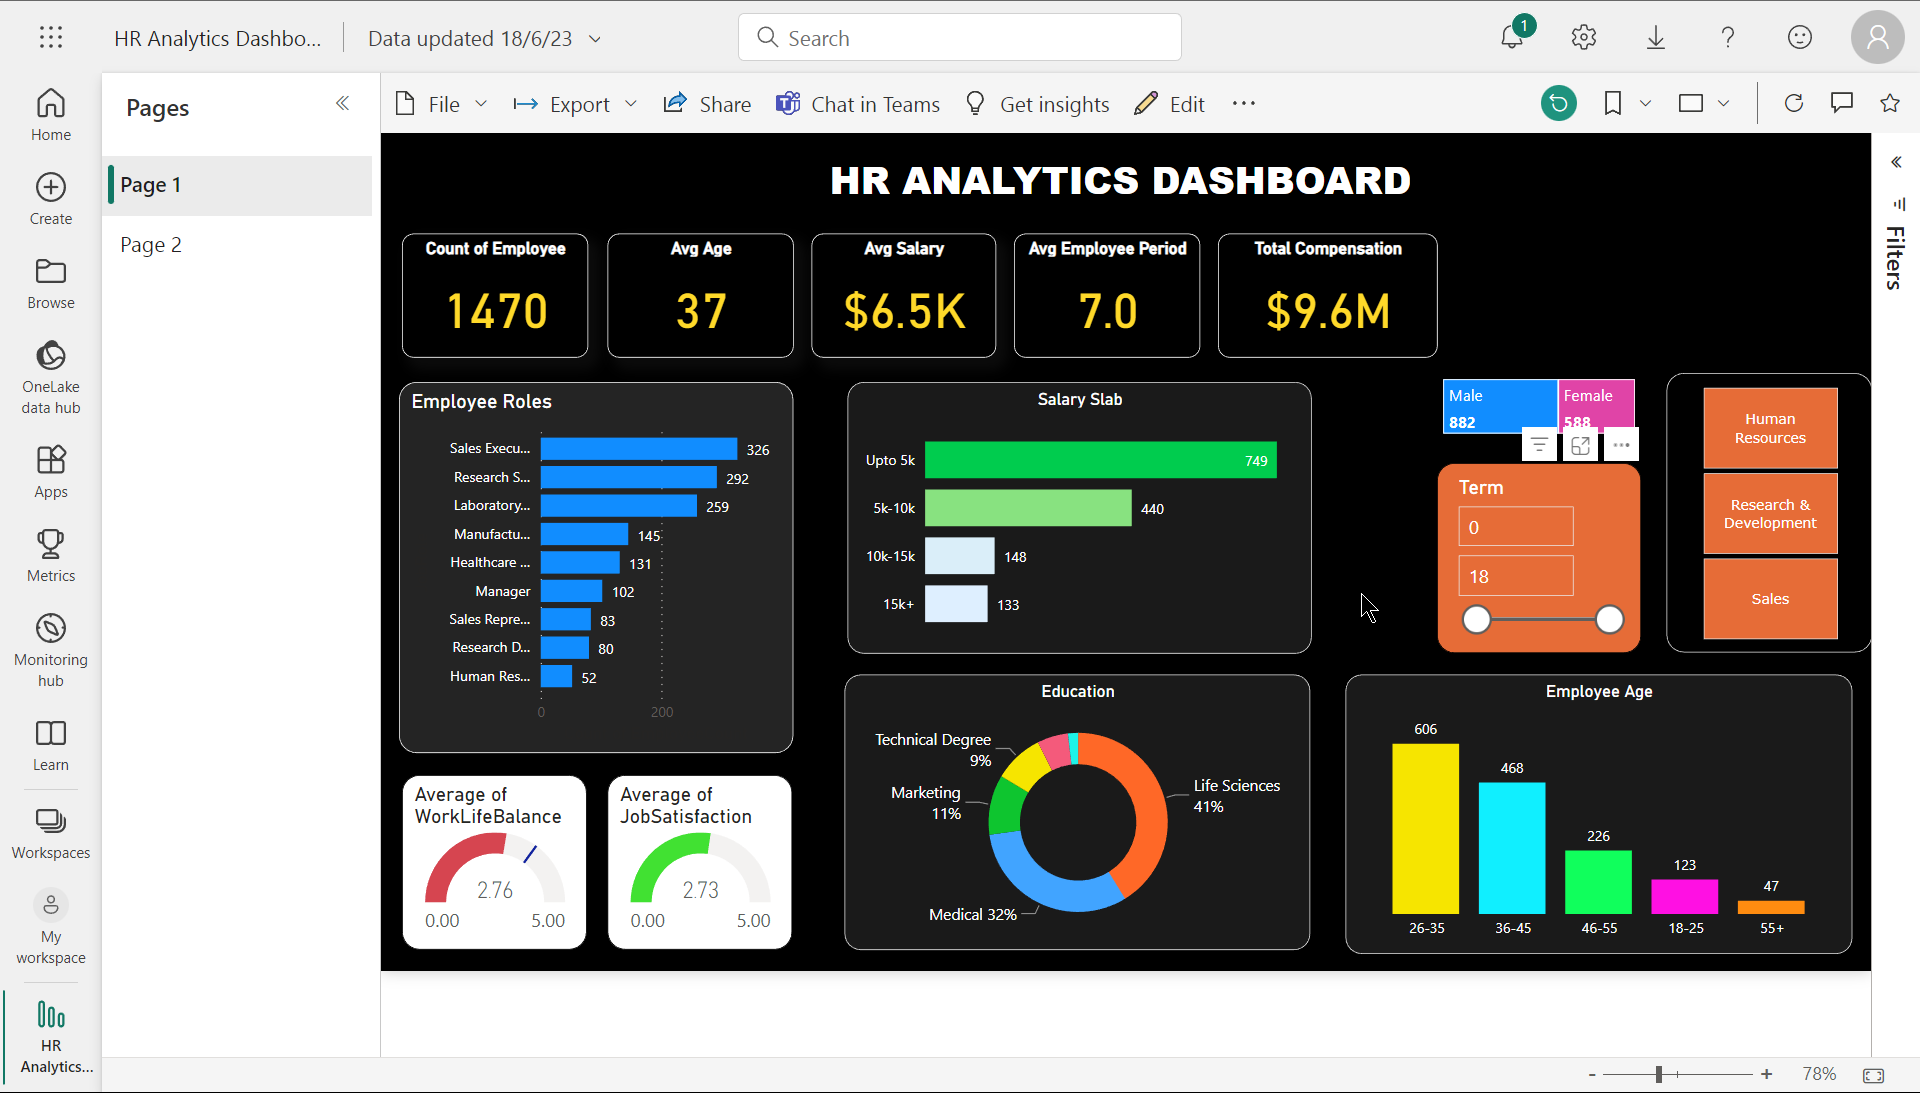 HR Analytics Dashbo...
Data updated 18/6/23
Search
1
Home
Create
Browse
OneLake
data hub
Apps
Metrics
Monitoring
hub
Learn
Workspaces
My
workspace
HR
Analytics...
Pages
Page 1
Page 2
File
Export
Share
Chat in Teams
Get insights
Edit
Filters
HR ANALYTICS DASHBOARD
Count of Employee
1470
Avg Age
37
Avg Salary
$6.5K
Avg Employee Period
7.0
Total Compensation
$9.6M
Employee Roles
Sales Execu... 326
Research S... 292
Laboratory... 259
Manufactu... 145
Healthcare ... 131
Manager 102
Sales Repre... 83
Research D... 80
Human Res... 52
0 200
Salary Slab
Upto 5k 749
5k-10k 440
10k-15k 148
15k+ 133
Male
882
Female
588
Term
0
18
Human
Resources
Research &
Development
Sales
Average of
WorkLifeBalance
2.76
0.00 5.00
Average of
JobSatisfaction
2.73
0.00 5.00
Education
Technical Degree
9%
Marketing
11%
Life Sciences
41%
Medical 32%
Employee Age
606
468
226
123
47
26-35 36-45 46-55 18-25 55+
- + 78%